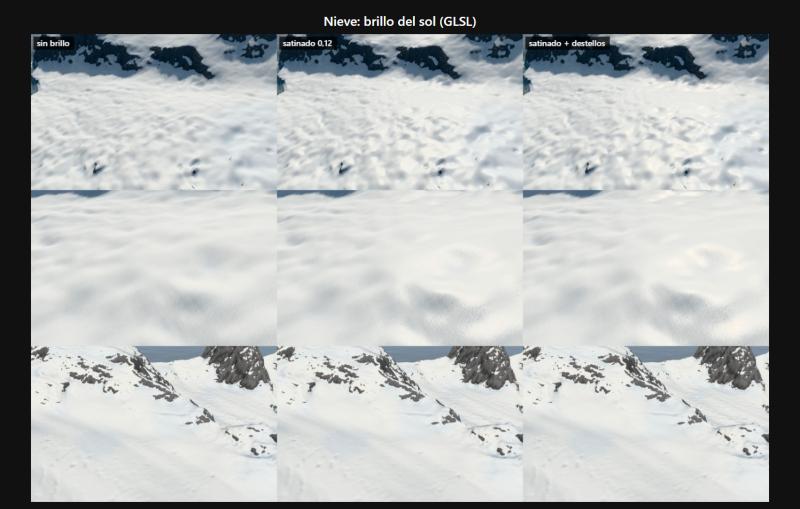 Nieve: brillo del sol (GLSL)
sin brillo
satinado 0,12
satinado + destellos